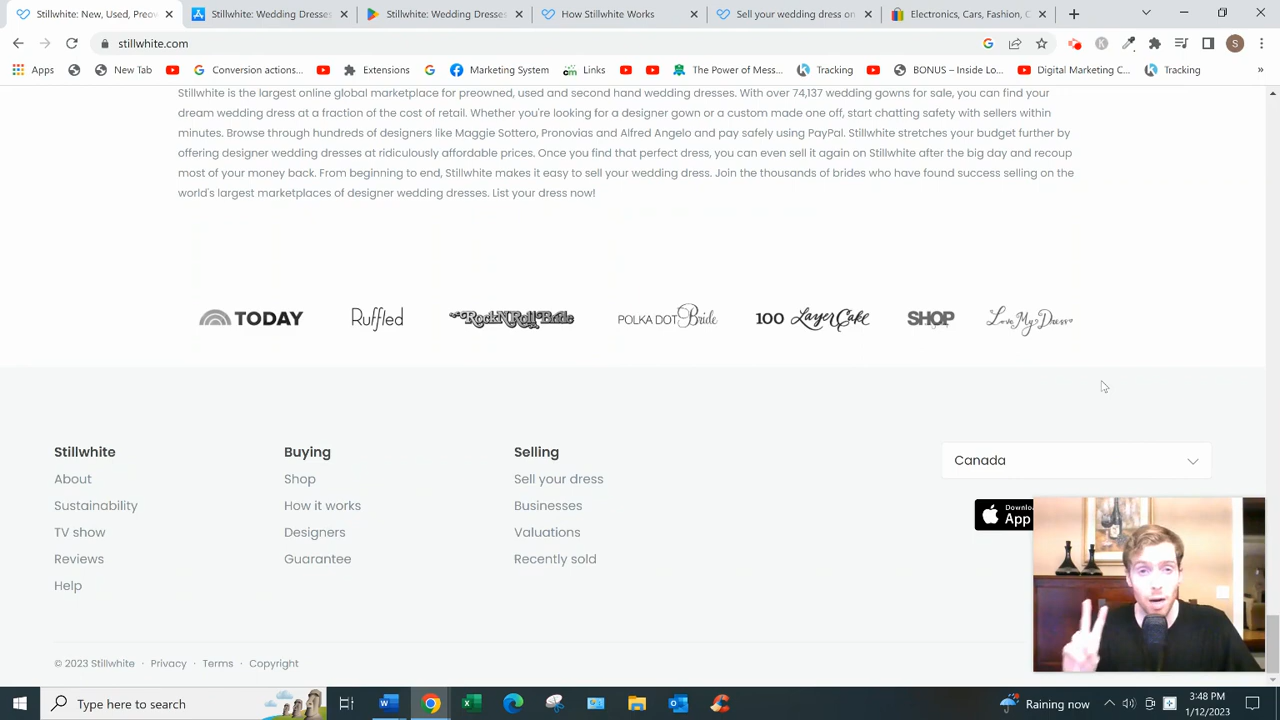 Stillwhite: New, Used, Preov
Stillwhite: Wedding Dresses
Stillwhite: Wedding Dresses
How Stillwhite Works
Sell your wedding dress on
Electronics, Cars, Fashion, C
stillwhite.com
Apps
New Tab
Conversion actions...
Extensions
Marketing System
Links
The Power of Mess...
Tracking
BONUS – Inside Lo...
Digital Marketing C...
Tracking
Stillwhite is the largest online global marketplace for preowned, used and second hand wedding dresses. With over 74,137 wedding gowns for sale, you can find your
dream wedding dress at a fraction of the cost of retail. Whether you're looking for a designer gown or a custom made one off, start chatting safety with sellers within
minutes. Browse through hundreds of designers like Maggie Sottero, Pronovias and Alfred Angelo and pay safely using PayPal. Stillwhite stretches your budget further by
offering designer wedding dresses at ridiculously affordable prices. Once you find that perfect dress, you can even sell it again on Stillwhite after the big day and recoup
most of your money back. From beginning to end, Stillwhite makes it easy to sell your wedding dress. Join the thousands of brides who have found success selling on the
world's largest marketplaces of designer wedding dresses. List your dress now!
TODAY
Ruffled
RockNRoll Bride
POLKA DOT Bride
100 Layer Cake
SHOP
Love My Dress
Stillwhite
About
Sustainability
TV show
Reviews
Help
Buying
Shop
How it works
Designers
Guarantee
Selling
Sell your dress
Businesses
Valuations
Recently sold
Canada
Downlo
App
© 2023 Stillwhite · Privacy · Terms · Copyright
Type here to search
Raining now
3:48 PM
1/12/2023